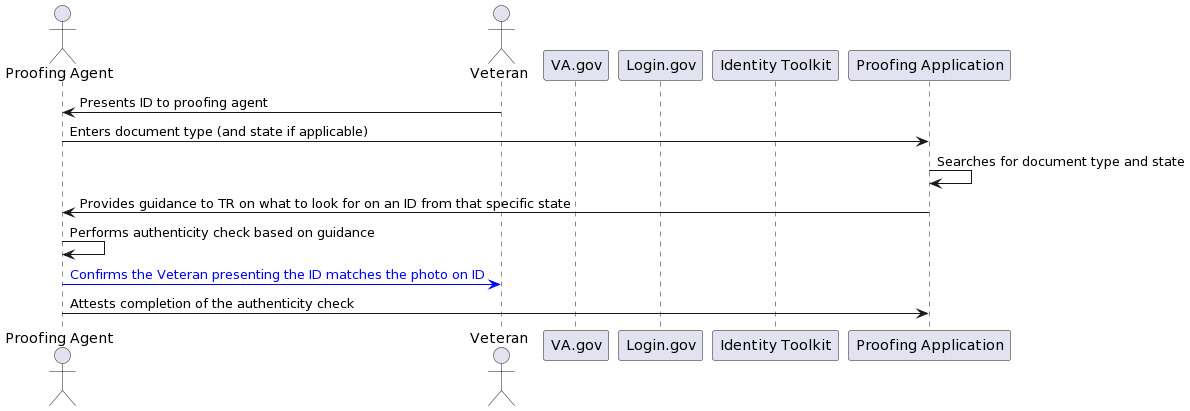 Proofing Agent
Veteran
VA.gov
Login.gov
Identity Toolkit
Proofing Application
Presents ID to proofing agent
Enters document type (and state if applicable)
Searches for document type and state
Provides guidance to TR on what to look for on an ID from that specific state
Performs authenticity check based on guidance
Confirms the Veteran presenting the ID matches the photo on ID
Attests completion of the authenticity check
Proofing Agent
Veteran
VA.gov
Login.gov
Identity Toolkit
Proofing Application